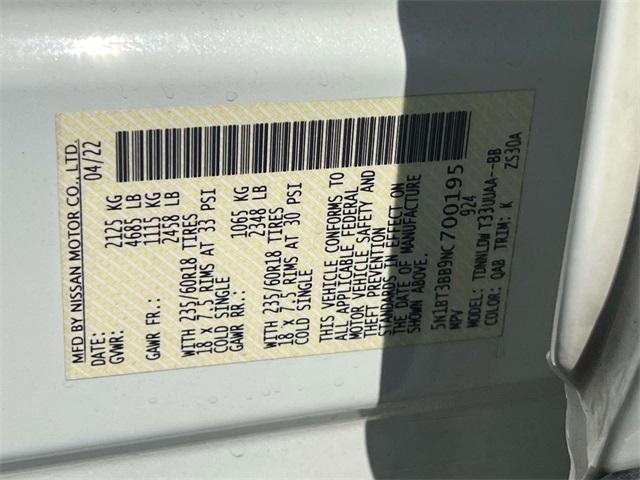 MFD BY NISSAN MOTOR CO., LTD.
DATE: 04/22
GVWR: 2125 KG
4685 LB
GAWR FR.: 1115 KG
2458 LB
WITH 235/60R18 TIRES
18 x 7.5 RIMS AT 33 PSI
COLD SINGLE
GAWR RR.: 1065 KG
2348 LB
WITH 235/60R18 TIRES
18 x 7.5 RIMS AT 30 PSI
COLD SINGLE
THIS VEHICLE CONFORMS TO
ALL APPLICABLE FEDERAL
MOTOR VEHICLE SAFETY AND
THEFT PREVENTION
STANDARDS IN EFFECT ON
THE DATE OF MANUFACTURE
SHOWN ABOVE.
5N1BT3BB9NC700195
MPV 924
MODEL: TDNNLDW T33UUAA--BB
COLOR: QAB TRIM: K
ZS30A